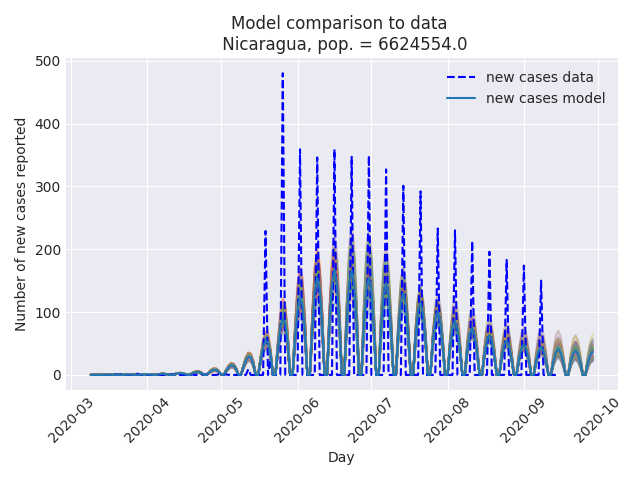 Model comparison to data
Nicaragua, pop. = 6624554.0
500
400
300
200
100
0
Number of new cases reported
new cases data
new cases model
2020-03
2020-04
2020-05
2020-06
2020-07
2020-08
2020-09
2020-10
Day